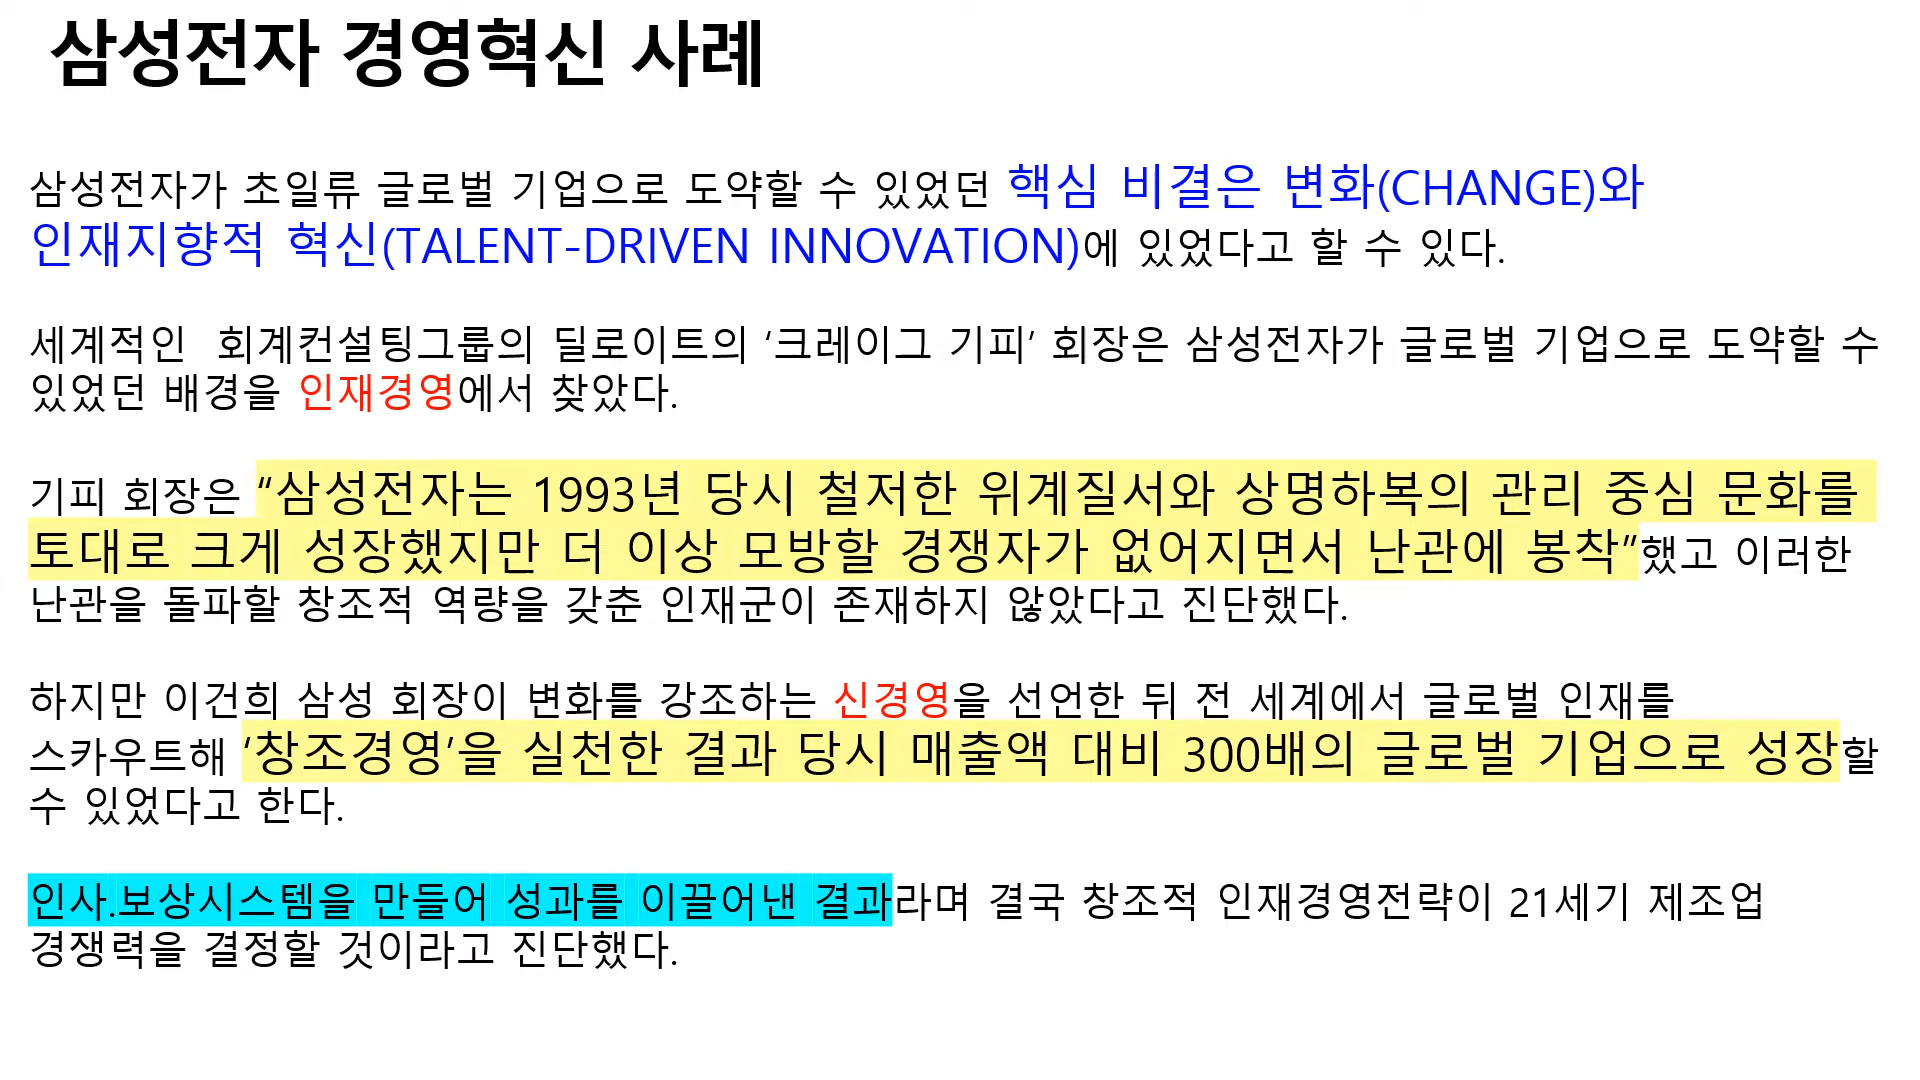 삼성전자 경영혁신 사례
삼성전자가 초일류 글로벌 기업으로 도약할 수 있었던 핵심 비결은 변화(CHANGE)와
인재지향적 혁신(TALENT-DRIVEN INNOVATION)에 있었다고 할 수 있다.
세계적인  회계컨설팅그룹의 딜로이트의 ‘크레이그 기피’ 회장은 삼성전자가 글로벌 기업으로 도약할 수
있었던 배경을 인재경영에서 찾았다.
기피 회장은 “삼성전자는 1993년 당시 철저한 위계질서와 상명하복의 관리 중심 문화를
토대로 크게 성장했지만 더 이상 모방할 경쟁자가 없어지면서 난관에 봉착”했고 이러한
난관을 돌파할 창조적 역량을 갖춘 인재군이 존재하지 않았다고 진단했다.
하지만 이건희 삼성 회장이 변화를 강조하는 신경영을 선언한 뒤 전 세계에서 글로벌 인재를
스카우트해 ‘창조경영’을 실천한 결과 당시 매출액 대비 300배의 글로벌 기업으로 성장할
수 있었다고 한다.
인사.보상시스템을 만들어 성과를 이끌어낸 결과라며 결국 창조적 인재경영전략이 21세기 제조업
경쟁력을 결정할 것이라고 진단했다.